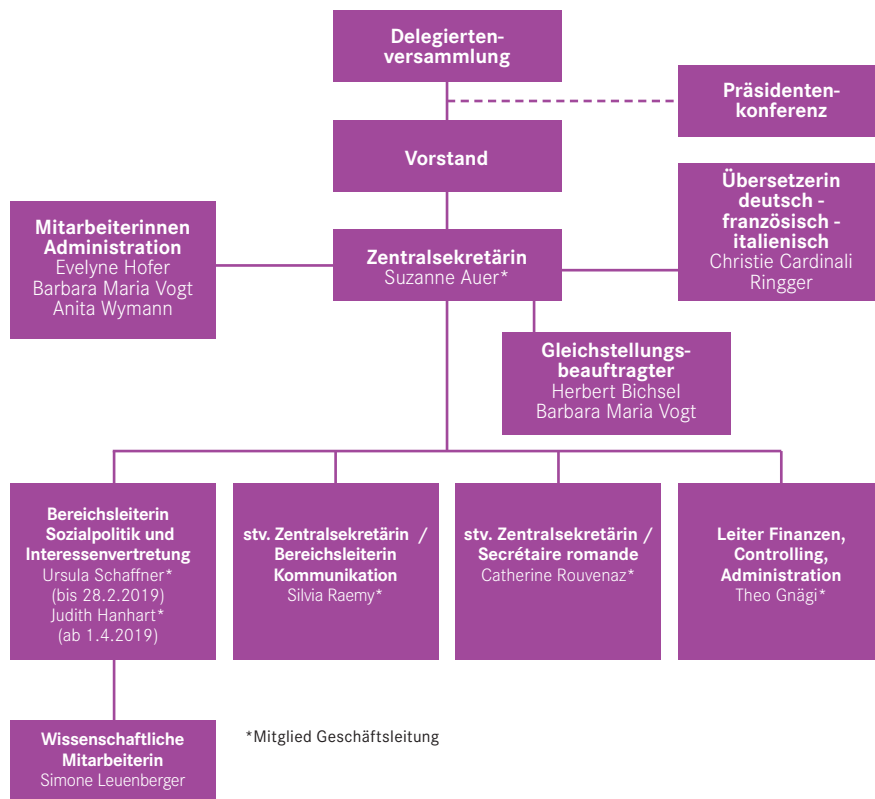 Delegierten-
versammlung
Präsidenten-
konferenz
Vorstand
Mitarbeiterinnen
Administration
Evelyne Hofer
Barbara Maria Vogt
Anita Wymann
Zentralsekretärin
Suzanne Auer*
Übersetzerin
deutsch -
französisch -
italienisch
Christie Cardinali
Ringger
Gleichstellungs-
beauftragter
Herbert Bichsel
Barbara Maria Vogt
Bereichsleiterin
Sozialpolitik und
Interessenvertretung
Ursula Schaffner*
(bis 28.2.2019)
Judith Hanhart*
(ab 1.4.2019)
stv. Zentralsekretärin /
Bereichsleiterin
Kommunikation
Silvia Raemy*
stv. Zentralsekretärin /
Secrétaire romande
Catherine Rouvenaz*
Leiter Finanzen,
Controlling,
Administration
Theo Gnägi*
Wissenschaftliche
Mitarbeiterin
Simone Leuenberger
*Mitglied Geschäftsleitung